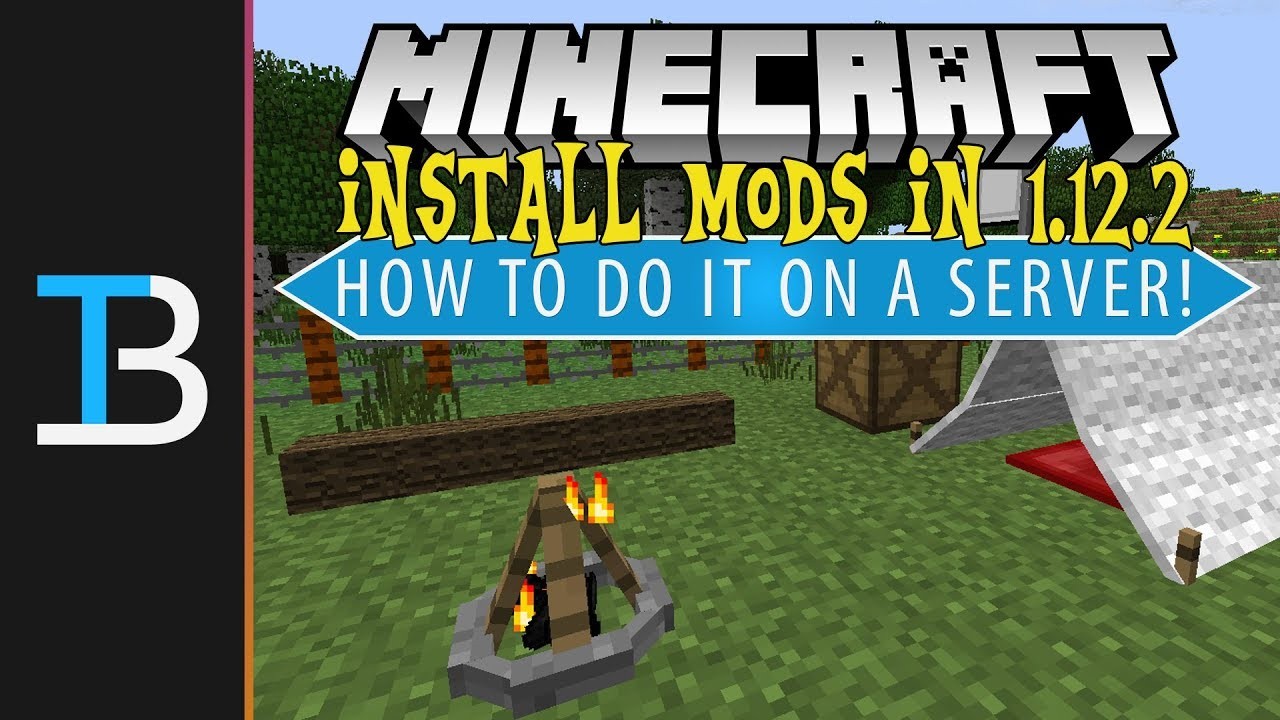 MINECRAFT
INSTALL MODS IN 1.12.2
HOW TO DO IT ON A SERVER!
TB